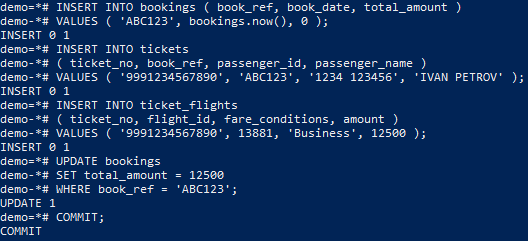 demo=*# INSERT INTO bookings ( book_ref, book_date, total_amount )
demo-*# VALUES ( 'ABC123', bookings.now(), 0 );
INSERT 0 1
demo=*# INSERT INTO tickets
demo-*# ( ticket_no, book_ref, passenger_id, passenger_name )
demo-*# VALUES ( '9991234567890', 'ABC123', '1234 123456', 'IVAN PETROV' );
INSERT 0 1
demo=*# INSERT INTO ticket_flights
demo-*# ( ticket_no, flight_id, fare_conditions, amount )
demo-*# VALUES ( '9991234567890', 13881, 'Business', 12500 );
INSERT 0 1
demo=*# UPDATE bookings
demo-*# SET total_amount = 12500
demo-*# WHERE book_ref = 'ABC123';
UPDATE 1
demo=*# COMMIT;
COMMIT